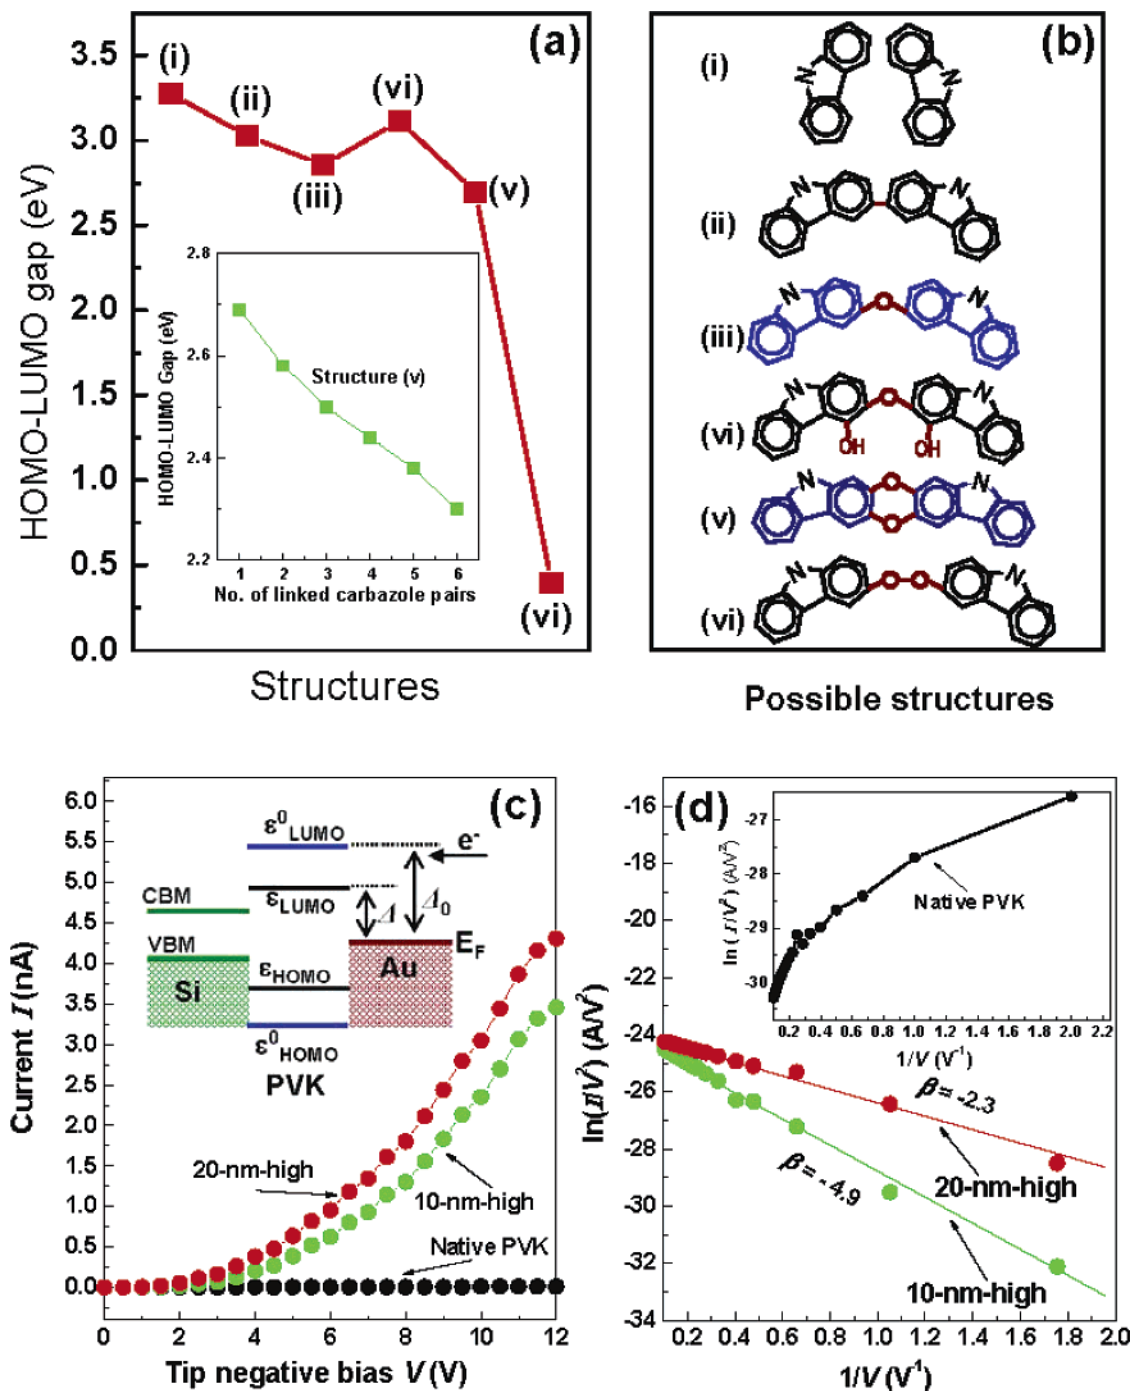 (a)
HOMO-LUMO gap (eV)
3.5
3.0
2.5
2.0
1.5
1.0
0.5
0.0
(i)
(ii)
(iii)
(vi)
(v)
(vi)
HOMO-LUMO Gap (eV)
2.8
2.6
2.4
2.2
Structure (v)
1 2 3 4 5 6
No. of linked carbazole pairs
Structures
(b)
(i)
N N
(ii)
N N
(iii)
N N
(vi)
N N
OH OH
(v)
N N
(vi)
N N
Possible structures
(c)
Current I (nA)
6.0
5.5
5.0
4.5
4.0
3.5
3.0
2.5
2.0
1.5
1.0
0.5
0.0
ε⁰LUMO
e-
εLUMO
Δ Δ₀
CBM
VBM
EF
Si
εHOMO
Au
ε⁰HOMO
PVK
20-nm-high
10-nm-high
Native PVK
0 2 4 6 8 10 12
Tip negative bias V (V)
(d)
ln(I/V²) (A/V²)
-16
-18
-20
-22
-24
-26
-28
-30
-32
-34
ln (I/V²) (A/V²)
-27
-28
-29
-30
Native PVK
0.2 0.4 0.6 0.8 1.0 1.2 1.4 1.6 1.8 2.0 2.2
1/V (V⁻¹)
β = -2.3
20-nm-high
β = -4.9
10-nm-high
0.2 0.4 0.6 0.8 1.0 1.2 1.4 1.6 1.8 2.0
1/V (V⁻¹)